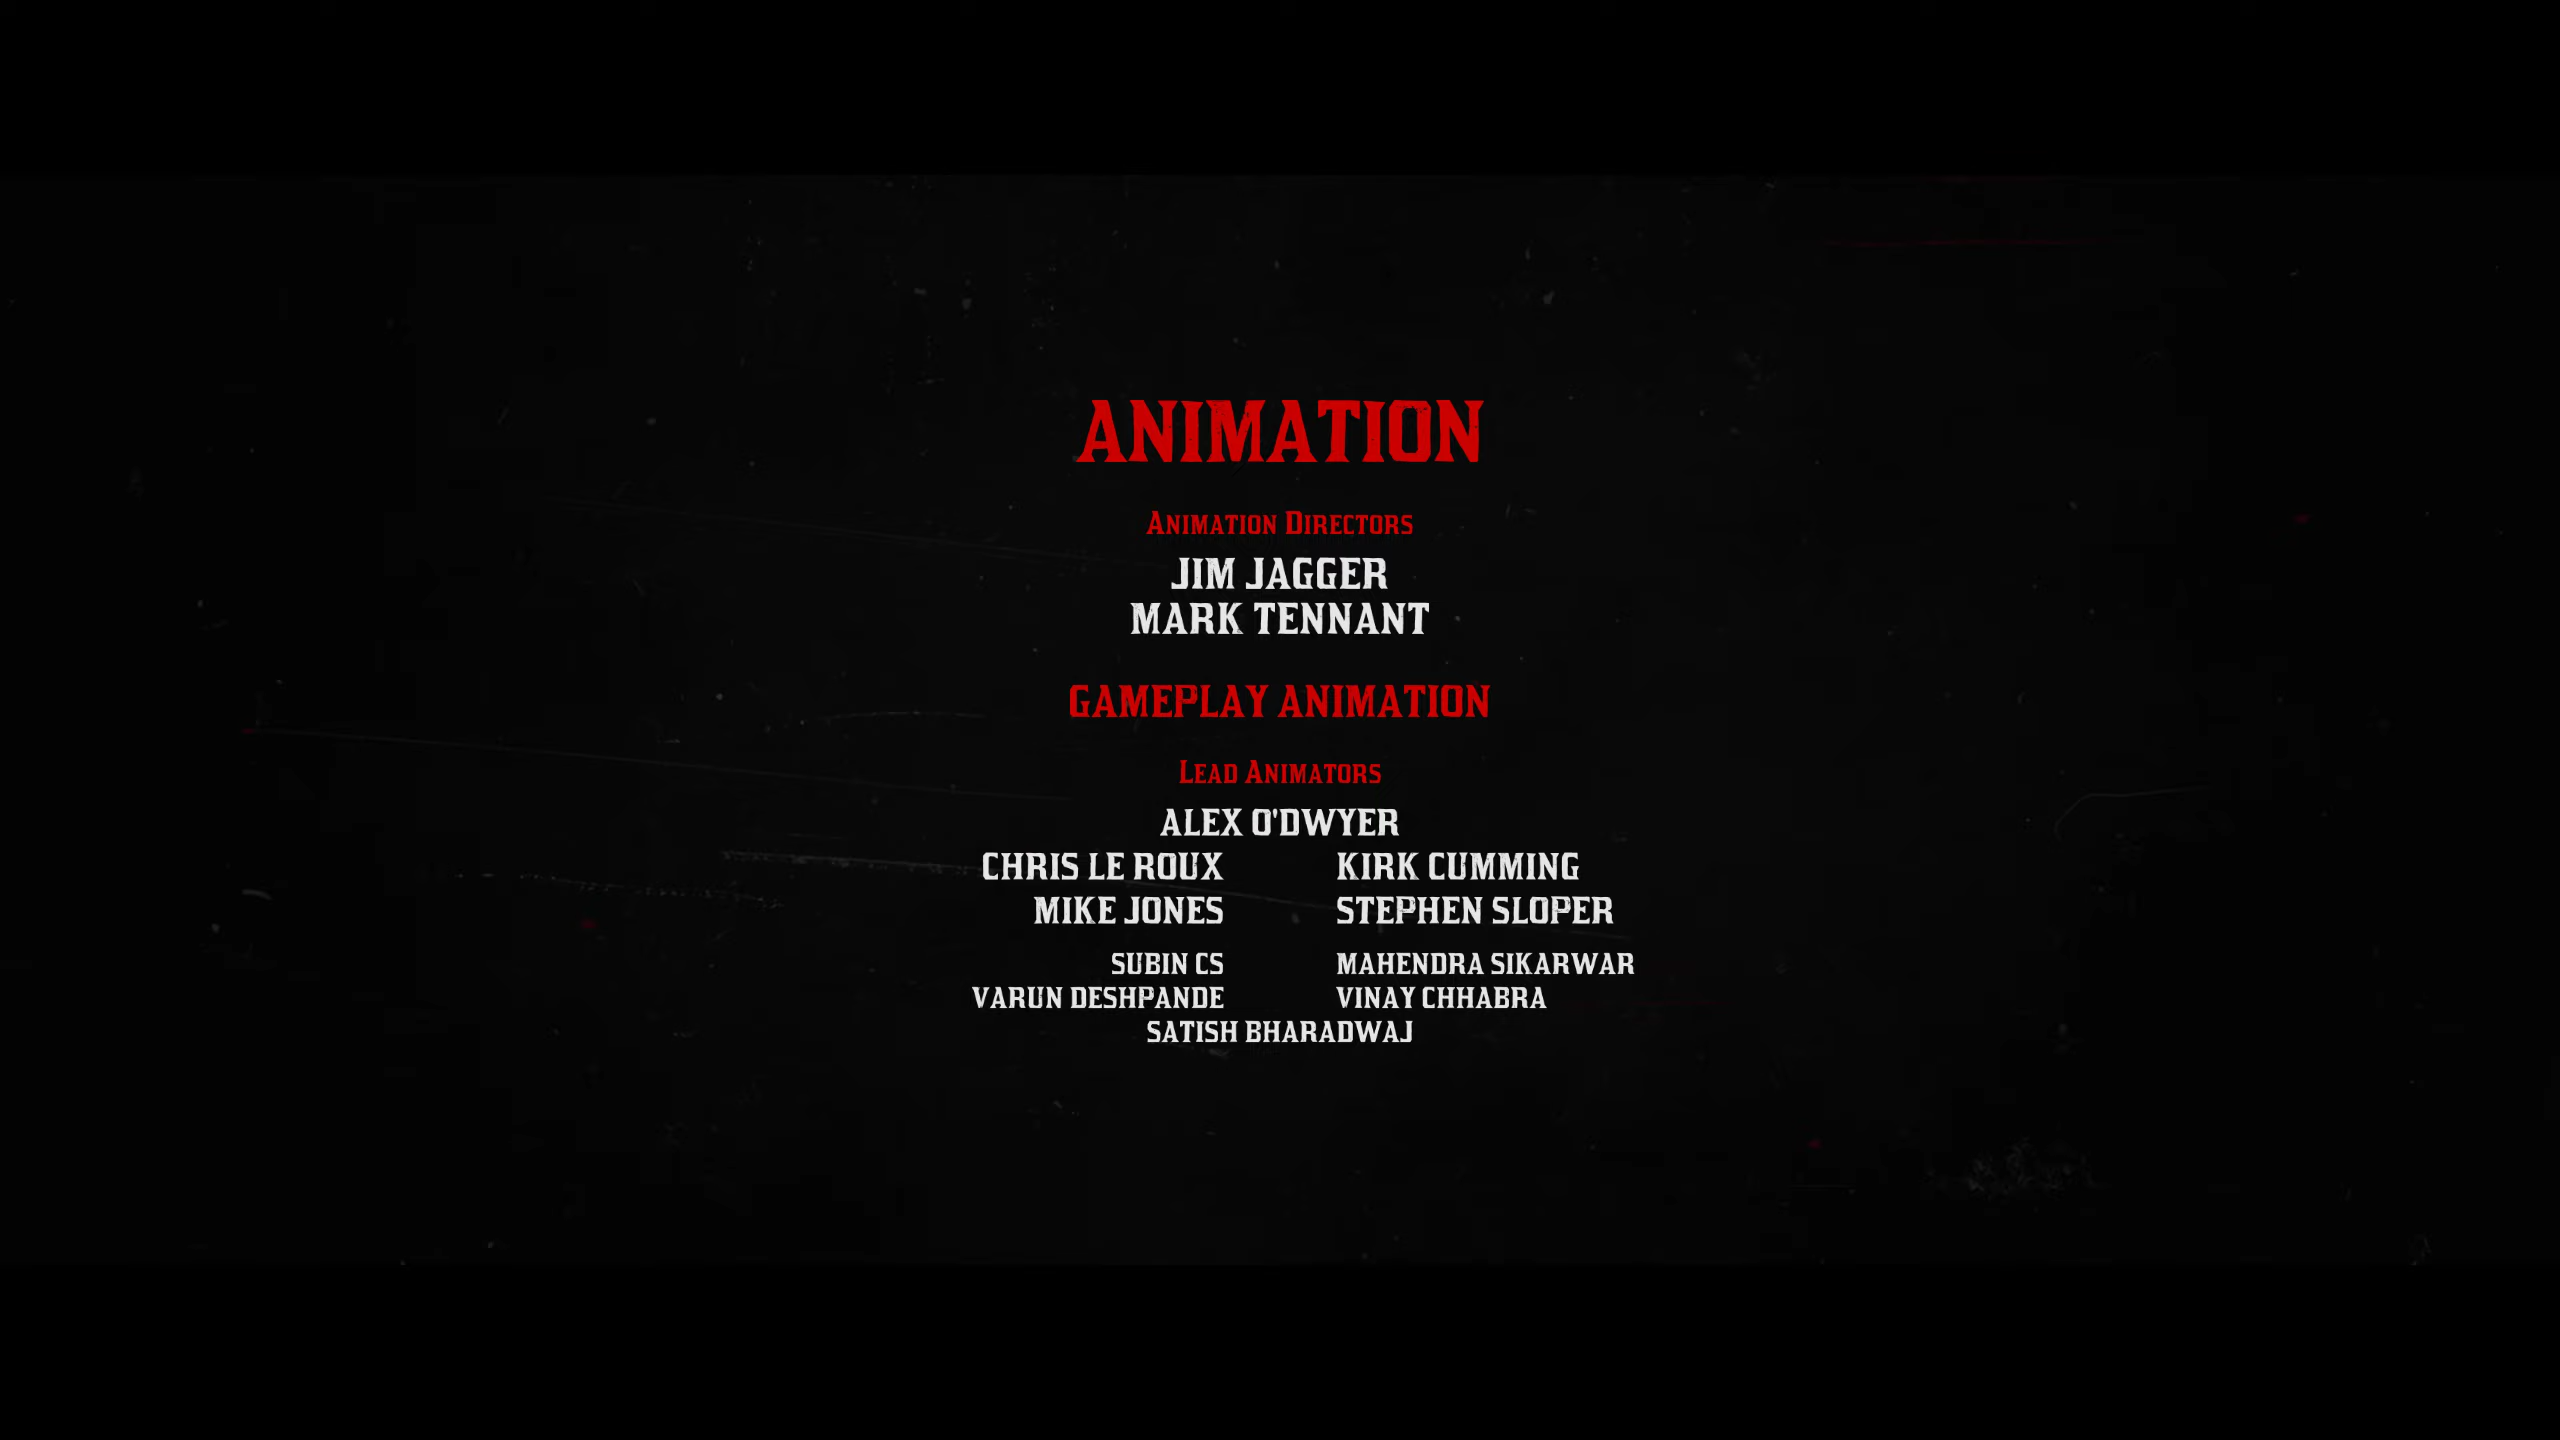 ANIMATION
Animation Directors
JIM JAGGER
MARK TENNANT
GAMEPLAY ANIMATION
Lead Animators
ALEX O'DWYER
CHRIS LE ROUX KIRK CUMMING
MIKE JONES STEPHEN SLOPER
SUBIN CS MAHENDRA SIKARWAR
VARUN DESHPANDE VINAY CHHABRA
SATISH BHARADWAJ